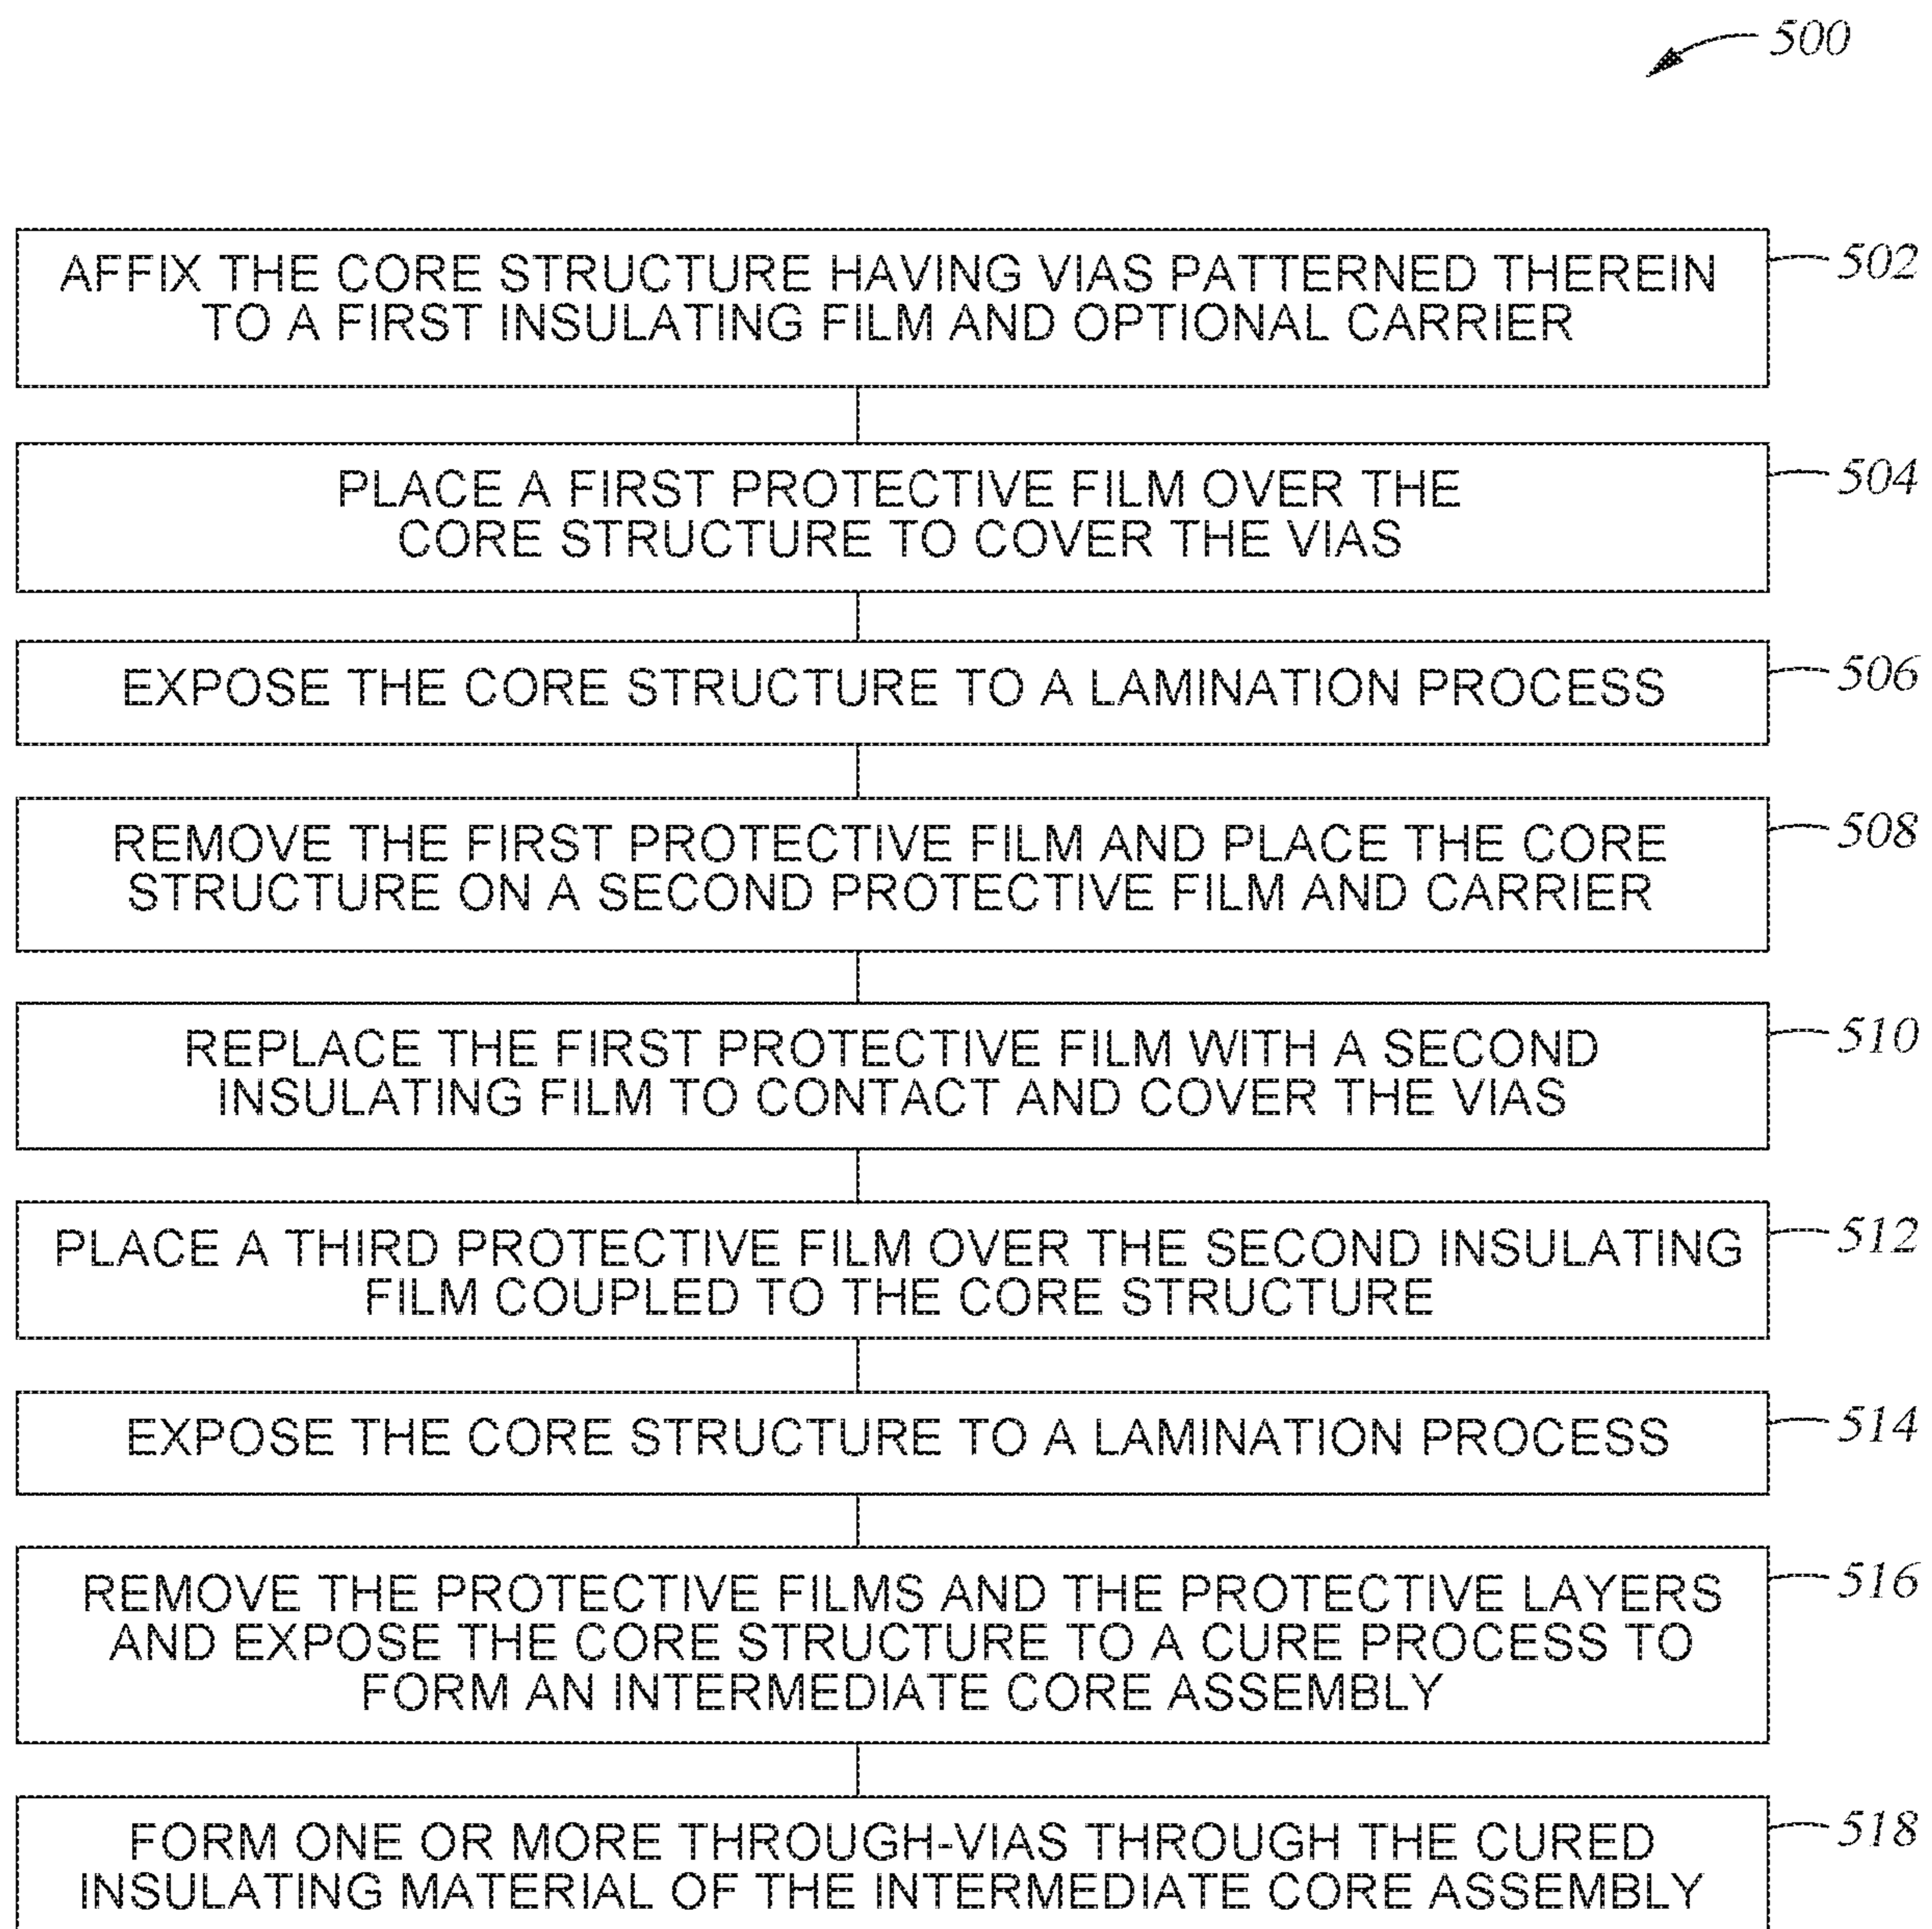 500
AFFIX THE CORE STRUCTURE HAVING VIAS PATTERNED THEREIN
TO A FIRST INSULATING FILM AND OPTIONAL CARRIER
502
PLACE A FIRST PROTECTIVE FILM OVER THE
CORE STRUCTURE TO COVER THE VIAS
504
EXPOSE THE CORE STRUCTURE TO A LAMINATION PROCESS
506
REMOVE THE FIRST PROTECTIVE FILM AND PLACE THE CORE
STRUCTURE ON A SECOND PROTECTIVE FILM AND CARRIER
508
REPLACE THE FIRST PROTECTIVE FILM WITH A SECOND
INSULATING FILM TO CONTACT AND COVER THE VIAS
510
PLACE A THIRD PROTECTIVE FILM OVER THE SECOND INSULATING
FILM COUPLED TO THE CORE STRUCTURE
512
EXPOSE THE CORE STRUCTURE TO A LAMINATION PROCESS
514
REMOVE THE PROTECTIVE FILMS AND THE PROTECTIVE LAYERS
AND EXPOSE THE CORE STRUCTURE TO A CURE PROCESS TO
FORM AN INTERMEDIATE CORE ASSEMBLY
516
FORM ONE OR MORE THROUGH-VIAS THROUGH THE CURED
INSULATING MATERIAL OF THE INTERMEDIATE CORE ASSEMBLY
518